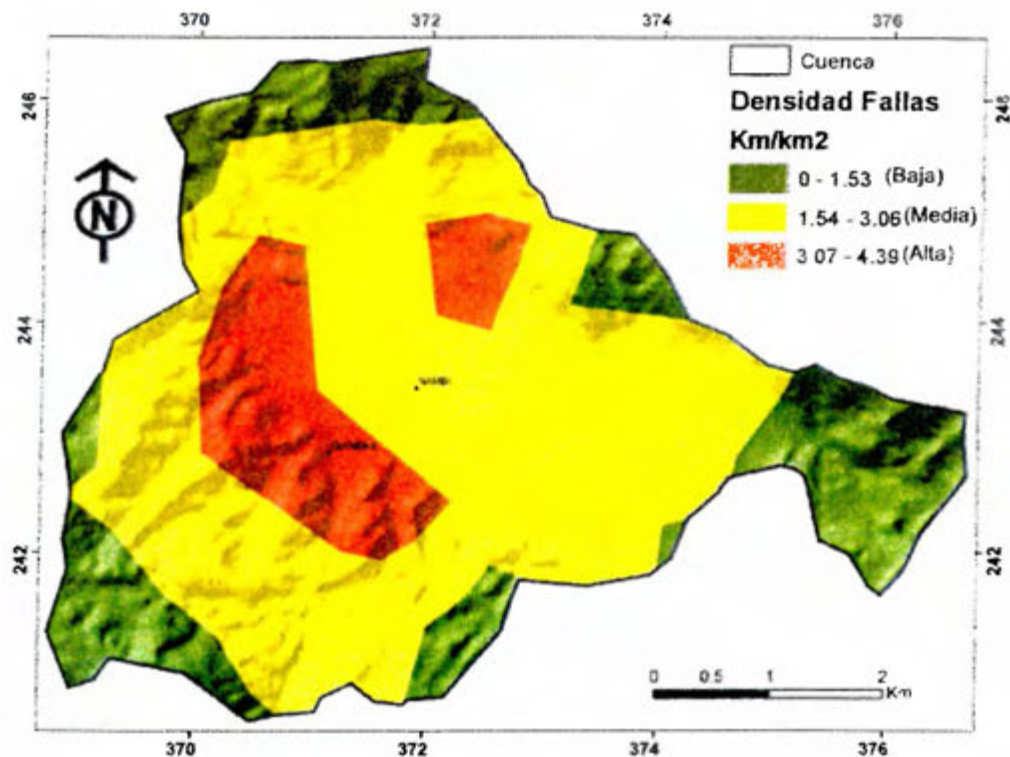 370 372 374 376
246 246
244 244
242 242
N
Cuenca
Densidad Fallas
Km/km2
0 - 1.53 (Baja)
1.54 - 3.06 (Media)
3 07 - 4.39 (Alta)
0 0.5 1 2
Km
370 372 374 376